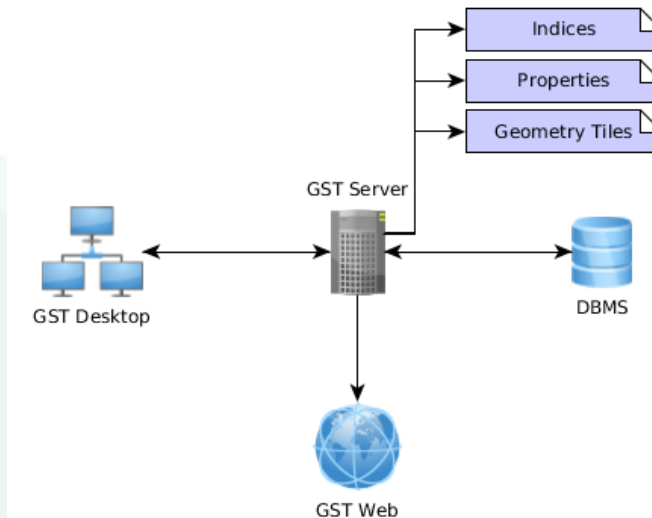 Indices
Properties
Geometry Tiles
GST Server
GST Desktop
DBMS
GST Web